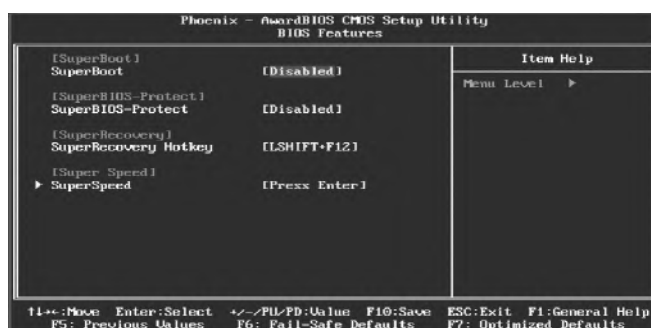 Phoenix - AwardBIOS CMOS Setup Utility
BIOS Features
[SuperBoot]
SuperBoot [Disabled]
[SuperBIOS-Protect]
SuperBIOS-Protect [Disabled]
[SuperRecovery]
SuperRecovery Hotkey [LSHIFT+F12]
[Super Speed]
▶ SuperSpeed [Press Enter]
Item Help
Menu Level ▶
↑↓→←:Move Enter:Select +/-/PU/PD:Value F10:Save ESC:Exit F1:General Help
F5: Previous Values F6: Fail-Safe Defaults F7: Optimized Defaults